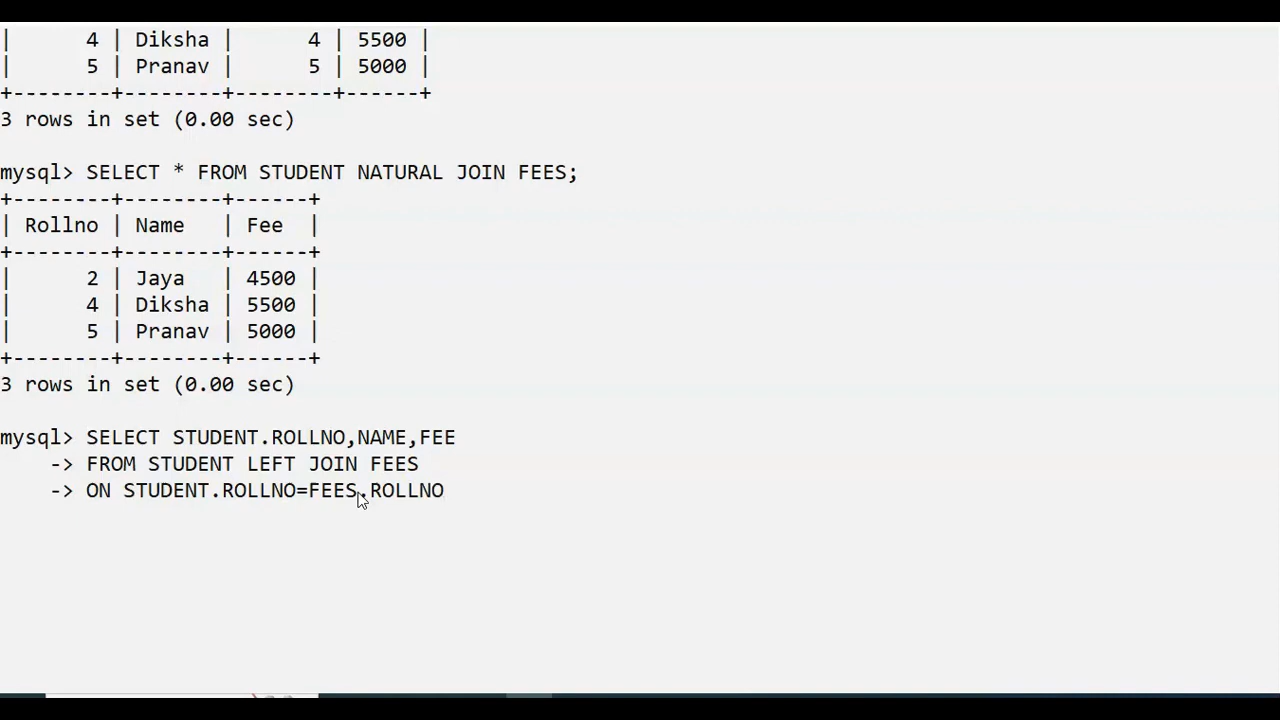 |       4 | Diksha |      4 | 5500 |
|       5 | Pranav |      5 | 5000 |
+--------+--------+--------+------+
3 rows in set (0.00 sec)
mysql> SELECT * FROM STUDENT NATURAL JOIN FEES;
+--------+--------+------+
| Rollno | Name   | Fee  |
+--------+--------+------+
|      2 | Jaya   | 4500 |
|      4 | Diksha | 5500 |
|      5 | Pranav | 5000 |
+--------+--------+------+
3 rows in set (0.00 sec)
mysql> SELECT STUDENT.ROLLNO,NAME,FEE
    -> FROM STUDENT LEFT JOIN FEES
    -> ON STUDENT.ROLLNO=FEES.ROLLNO